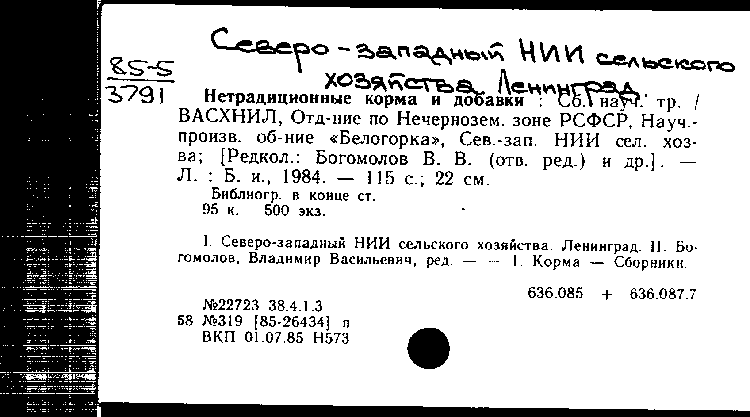 Северо-западный НИИ сельского
хозяйства. Ленинград
85-5
3791
Нетрадиционные корма и добавки : Сб. науч. тр. /
ВАСХНИЛ, Отд-ние по Нечернозем. зоне РСФСР, Науч.-
произв. об-ние «Белогорка», Сев.-зап. НИИ сел. хоз-
ва; [Редкол.: Богомолов В. В. (отв. ред.) и др.]. —
Л. : Б. и., 1984. — 115 с.; 22 см.
Библиогр. в конце ст.
95 к. 500 экз.
I. Северо-западный НИИ сельского хозяйства. Ленинград. II. Бо-
гомолов, Владимир Васильевич, ред. — — 1. Корма — Сборники.
636.085 + 636.087.7
№22723 38.4.1.3
58 №319 [85-26434] п
ВКП 01.07.85 Н573